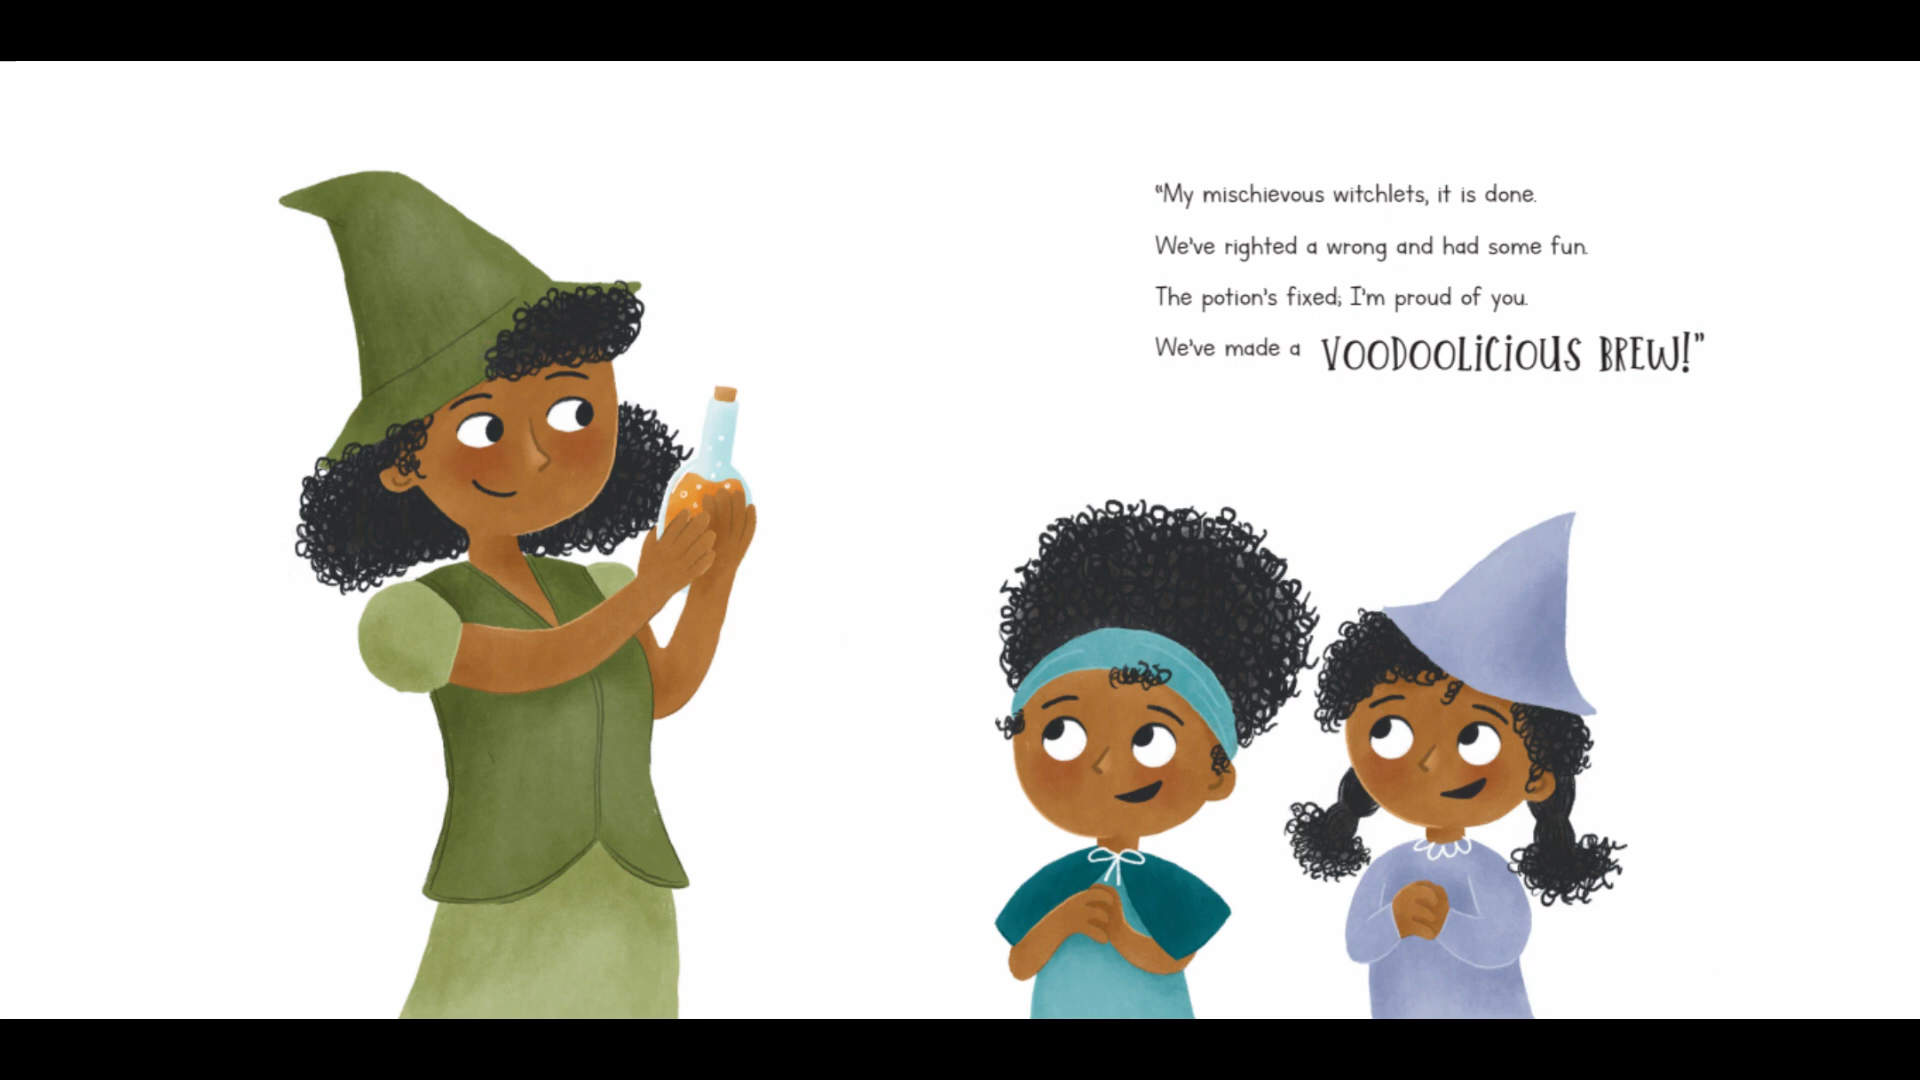 "My mischievous witchlets, it is done.
We've righted a wrong and had some fun.
The potion's fixed; I'm proud of you.
We've made a VOODOOLICIOUS BREW!"